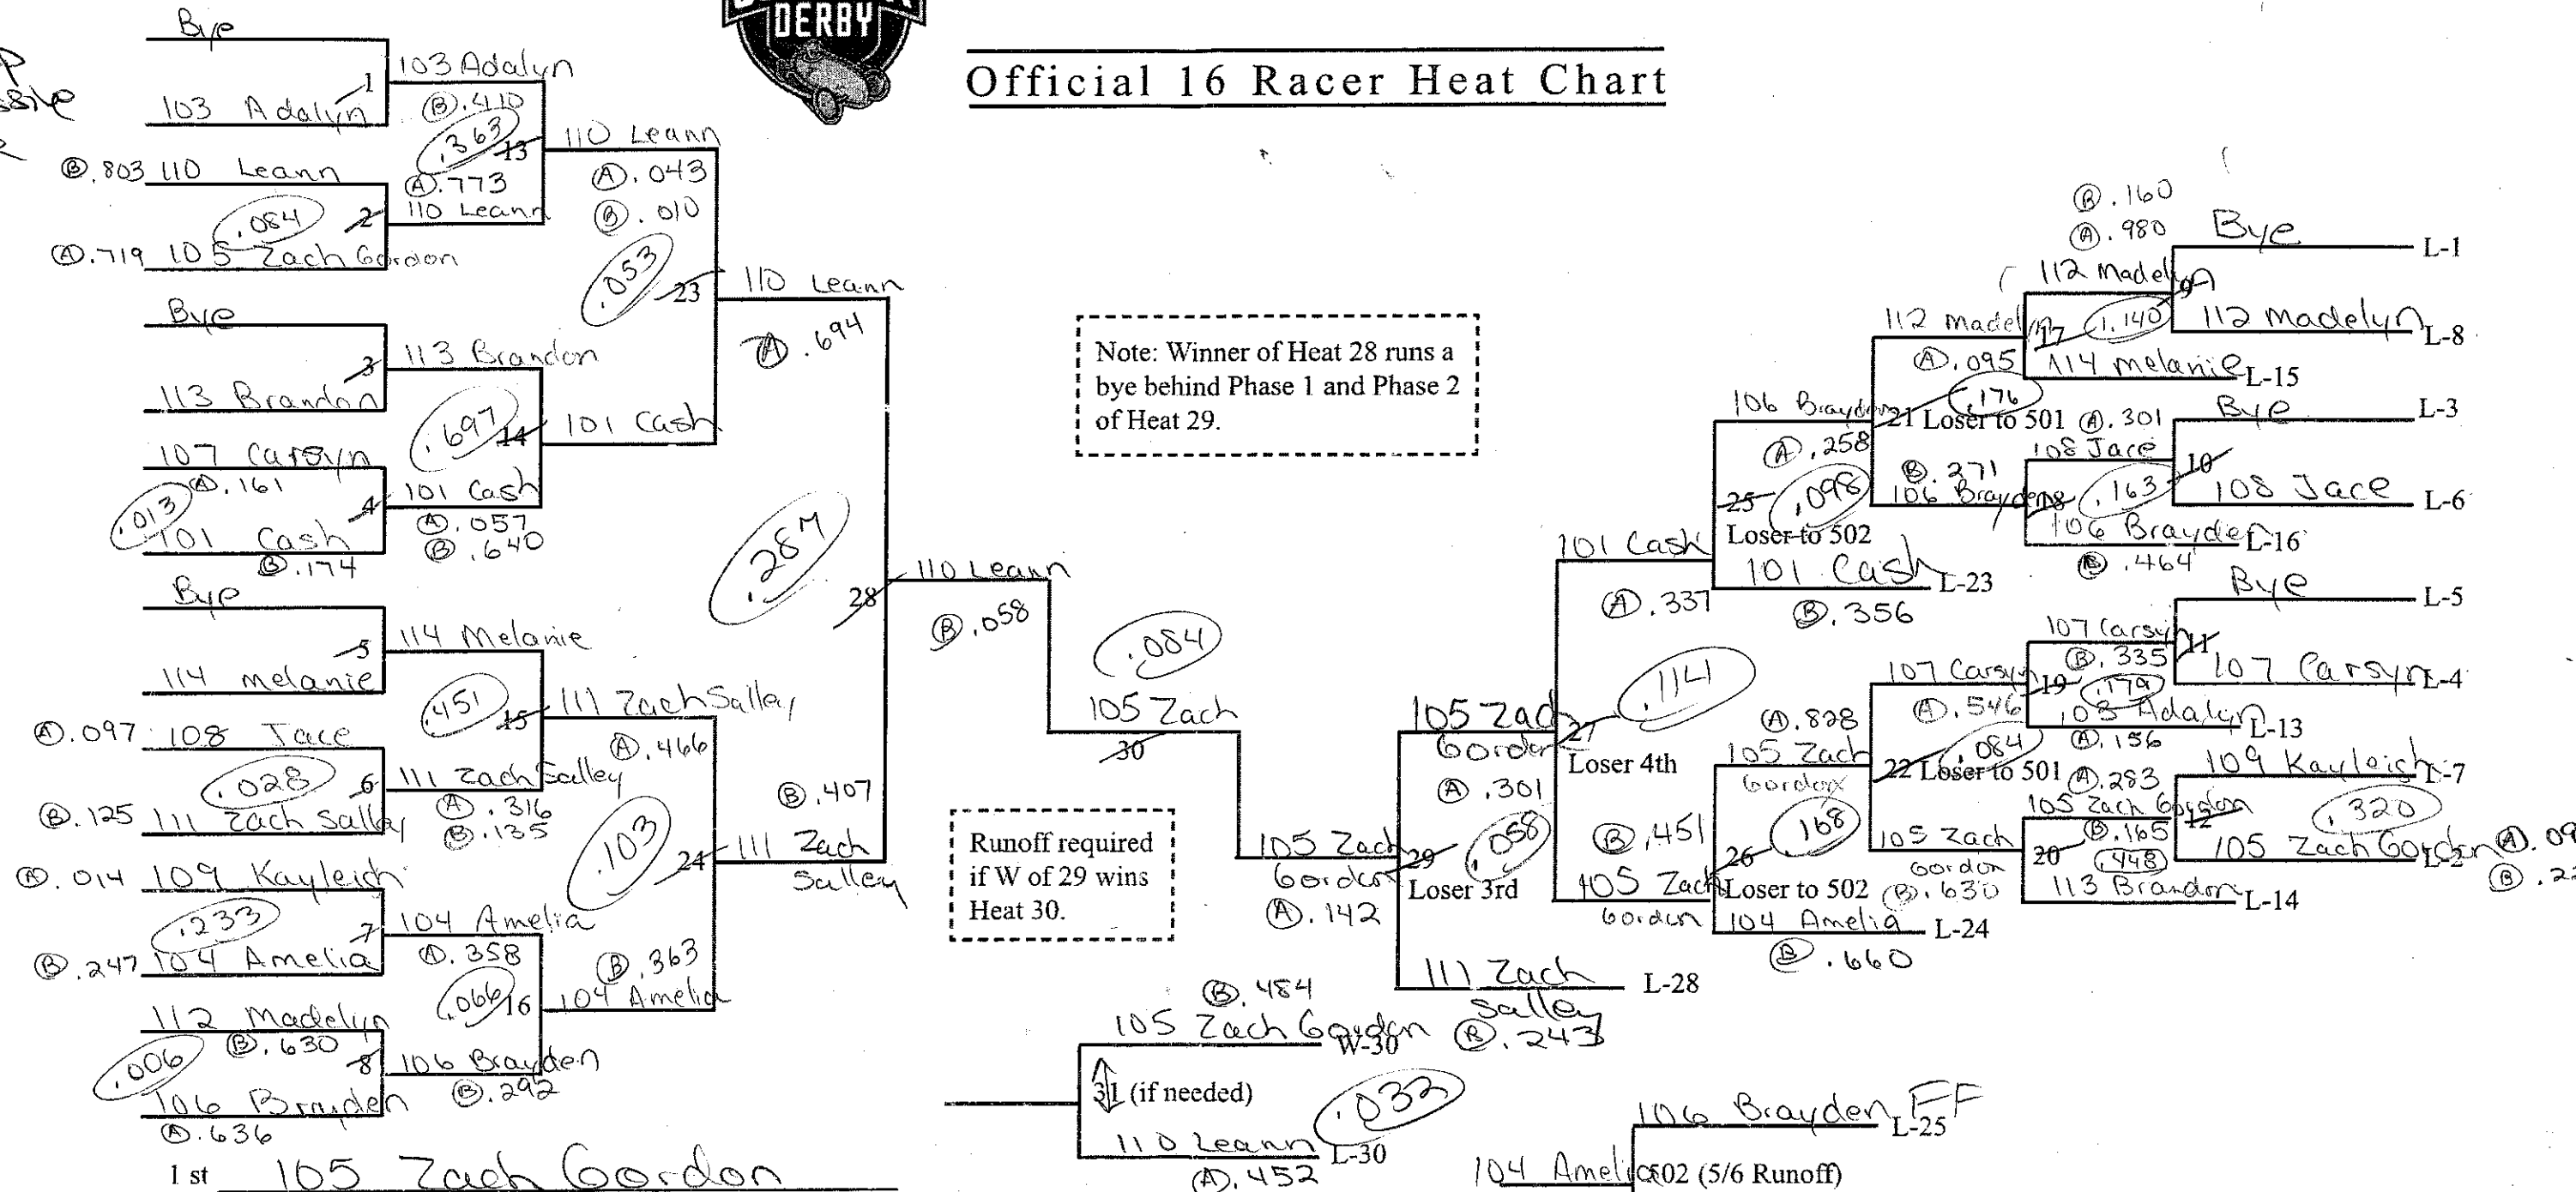 DERBY
Official 16 Racer Heat Chart
Bye
1
103 Adalyn
103 Adalyn
Ⓑ.410
.363
13
Ⓐ.773
Ⓑ.803 110 Leann
.084
2
110 Leann
Ⓐ.719 105 Zach Gordon
110 Leann
Ⓐ.043
Ⓑ.010
.053
23
Bye
3
113 Brandon
113 Brandon
.697
14
101 Cash
107 Carsyn
Ⓐ.161
.013
4
101 Cash
Ⓐ.057
Ⓑ.640
101 Cash
Ⓑ.174
110 Leann
Ⓐ.694
.287
28
Bye
5
114 Melanie
114 melanie
.451
15
111 Zach Salley
Ⓐ.466
Ⓐ.097 108 Jace
.028
6
111 Zach Salley
Ⓐ.316
Ⓑ.135
Ⓑ.125 111 Zach Salley
.103
24
Ⓑ.407
111 Zach
Salley
Ⓐ.014 109 Kayleigh
.233
7
104 Amelia
Ⓐ.358
Ⓑ.247 104 Amelia
.066
16
Ⓑ.363
104 Amelia
112 Madelyn
Ⓑ.630
.006
8
106 Brayden
Ⓑ.292
106 Brayden
Ⓐ.636
1 st 105 Zach Gordon
Note: Winner of Heat 28 runs a
bye behind Phase 1 and Phase 2
of Heat 29.
110 Leann
Ⓑ.058
.084
105 Zach
30
Runoff required
if W of 29 wins
Heat 30.
105 Zach
Gordon
Ⓐ.142
29
Loser 3rd
.058
105 Zach
Gordon
Ⓐ.301
111 Zach
Salley
L-28
Ⓑ.243
Ⓑ.484
105 Zach Gordon
W-30
31 (if needed)
.032
110 Leann
L-30
Ⓐ.452
27
Loser 4th
.114
101 Cash
Ⓐ.337
Ⓑ.451
105 Zach
Gordon
106 Brayden
Ⓐ.258
25
.098
Loser to 502
101 Cash L-23
Ⓑ.356
Ⓐ.828
105 Zach
Gordon
.168
26
Loser to 502
104 Amelia L-24
Ⓑ.660
112 Madelyn
Ⓐ.095
.176
21 Loser to 501
Ⓑ.271
106 Brayden
Ⓑ.160
Ⓐ.980
112 Madelyn
17
1.140
114 melanie L-15
Bye L-1
9
112 Madelyn L-8
Ⓐ.301
108 Jace
18
.163
106 Brayden L-16
Ⓑ.464
Bye L-3
10
108 Jace L-6
107 Carsyn
Ⓐ.546
.084
22 Loser to 501
105 Zach
Gordon
Ⓑ.630
107 Carsyn
Ⓑ.335
19
.179
103 Adalyn L-13
Ⓐ.156
Bye L-5
11
107 Carsyn L-4
Ⓐ.283
105 Zach Gordon
Ⓑ.165
20
.448
113 Brandon L-14
109 Kayleigh L-7
12
.320
105 Zach Gordon L-2
106 Brayden FF
L-25
104 Amelia 502 (5/6 Runoff)